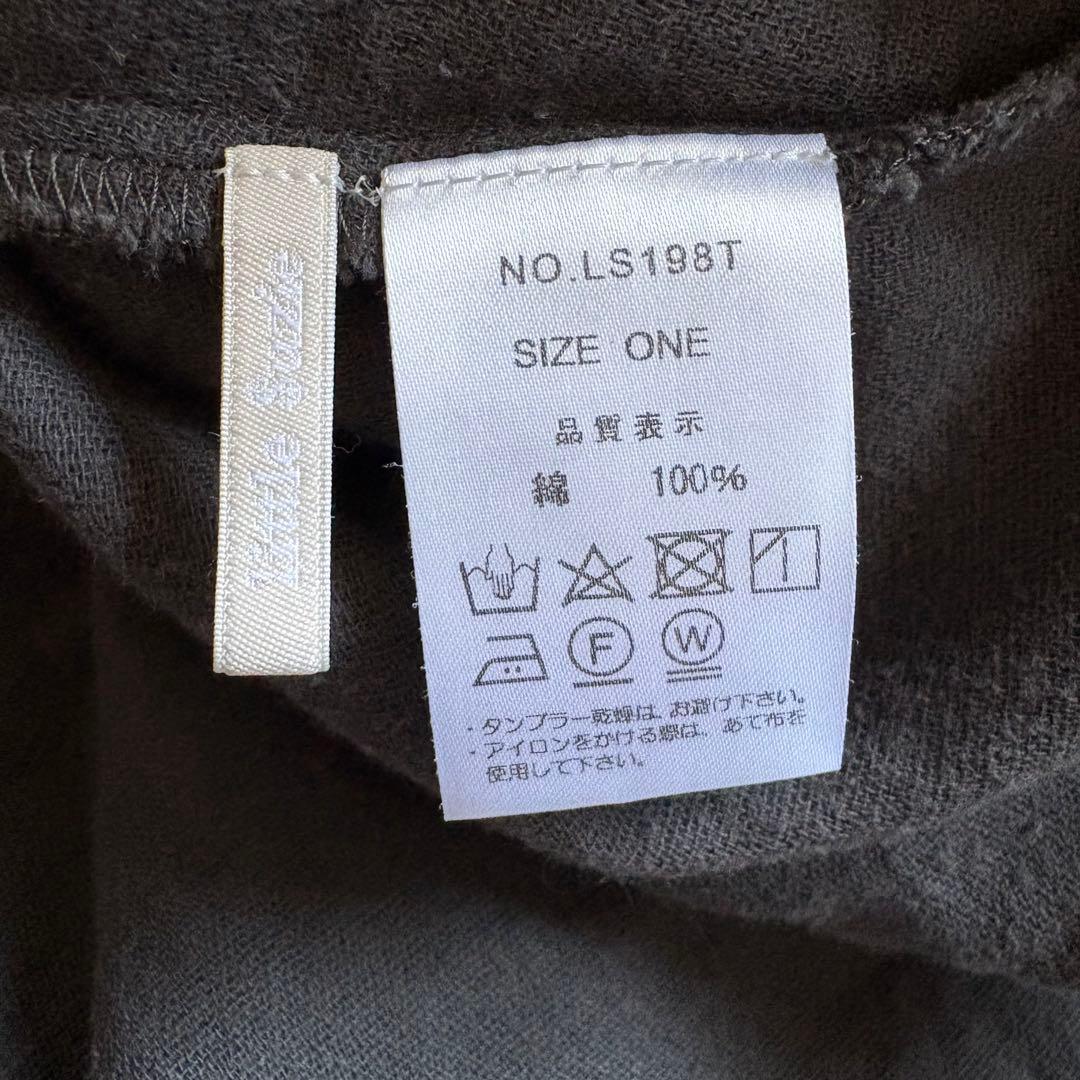 little Suzie
NO.LS198T
SIZE ONE
品質表示
綿 100%
F W
・タンブラー乾燥は、お避け下さい。
・アイロンをかける際は、あて布を
使用して下さい。